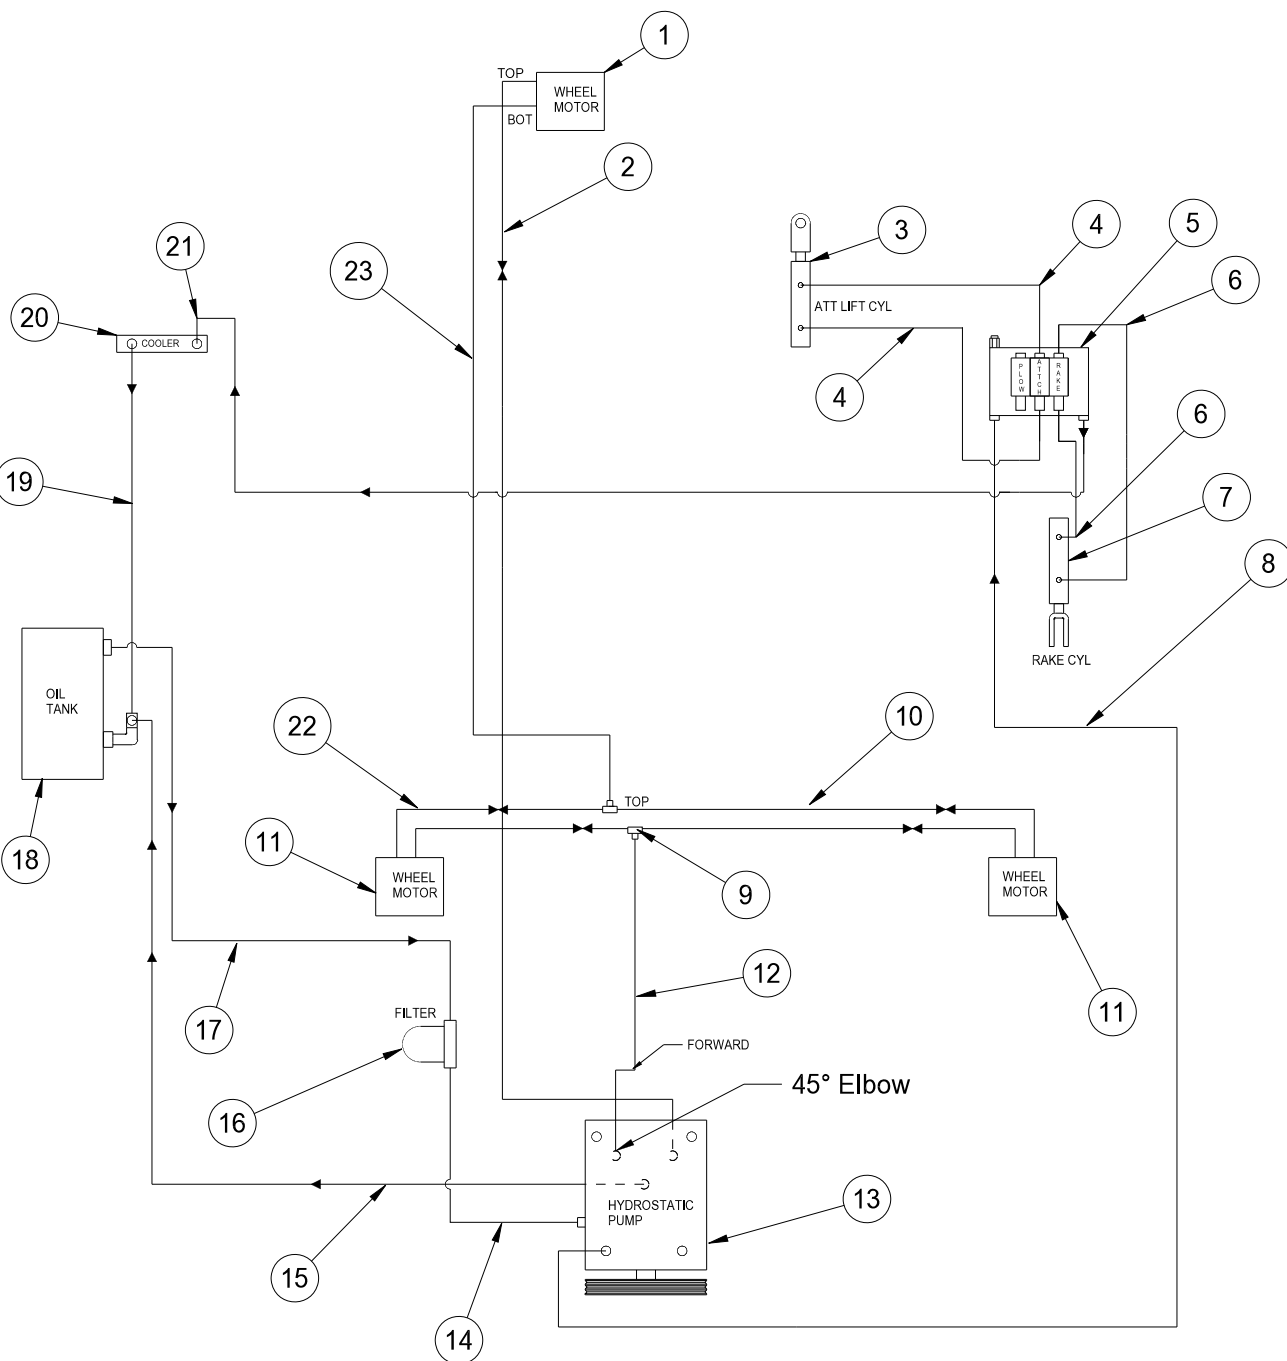 1
TOP
WHEEL
MOTOR
BOT
2
3
4
5
21
23
6
20
COOLER
ATT LIFT CYL
4
PLOW
ATTCH
RAKE
6
19
7
8
RAKE CYL
OIL
TANK
22
10
TOP
18
11
WHEEL
MOTOR
9
WHEEL
MOTOR
12
11
17
FILTER
FORWARD
45° Elbow
16
HYDROSTATIC
PUMP
13
15
14